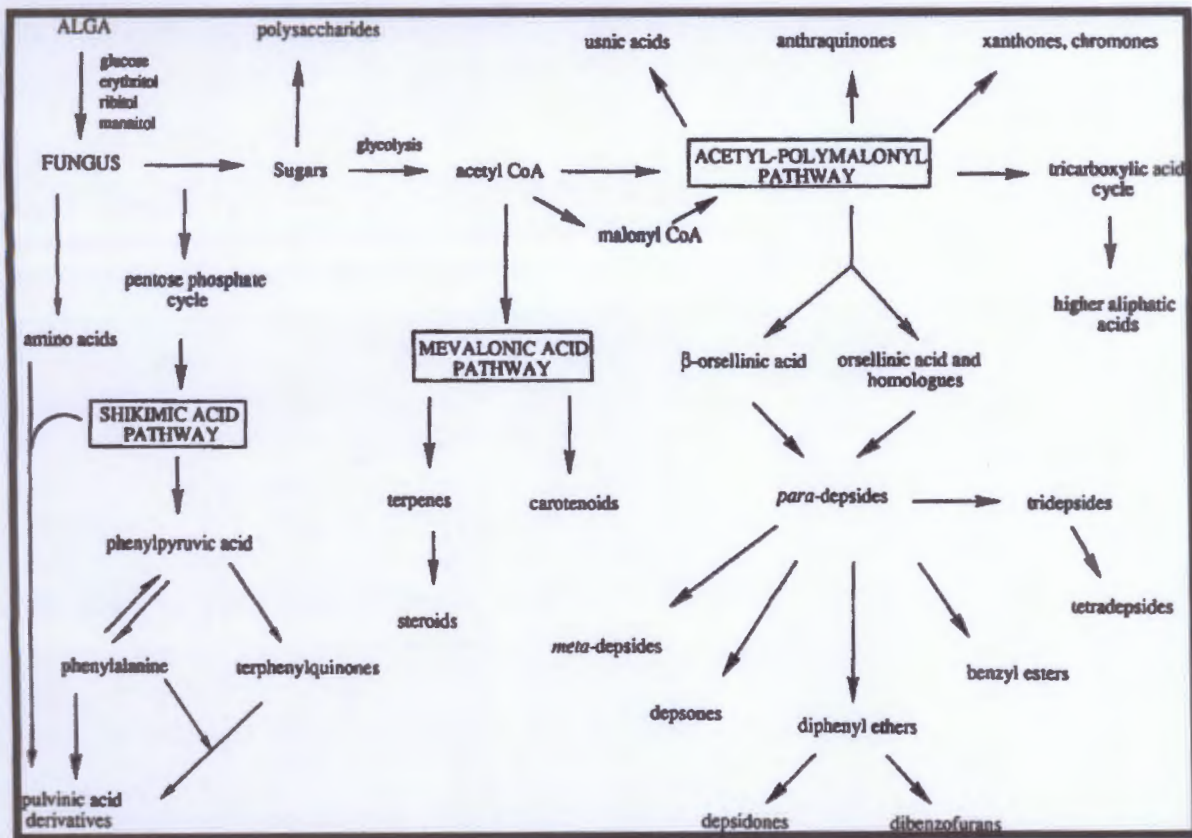 ALGA
polysaccharides
usnic acids
anthraquinones
xanthones, chromones
glucose
erythritol
ribitol
mannitol
FUNGUS
Sugars
glycolysis
acetyl CoA
malonyl CoA
ACETYL-POLYMALONYL
PATHWAY
tricarboxylic acid
cycle
higher aliphatic
acids
pentose phosphate
cycle
amino acids
MEVALONIC ACID
PATHWAY
β-orsellinic acid
orsellinic acid and
homologues
SHIKIMIC ACID
PATHWAY
terpenes
carotenoids
para-depsides
tridepsides
phenylpyruvic acid
steroids
tetradepsides
meta-depsides
phenylalanine
terphenylquinones
benzyl esters
depsones
diphenyl ethers
pulvinic acid
derivatives
depsidones
dibenzofurans